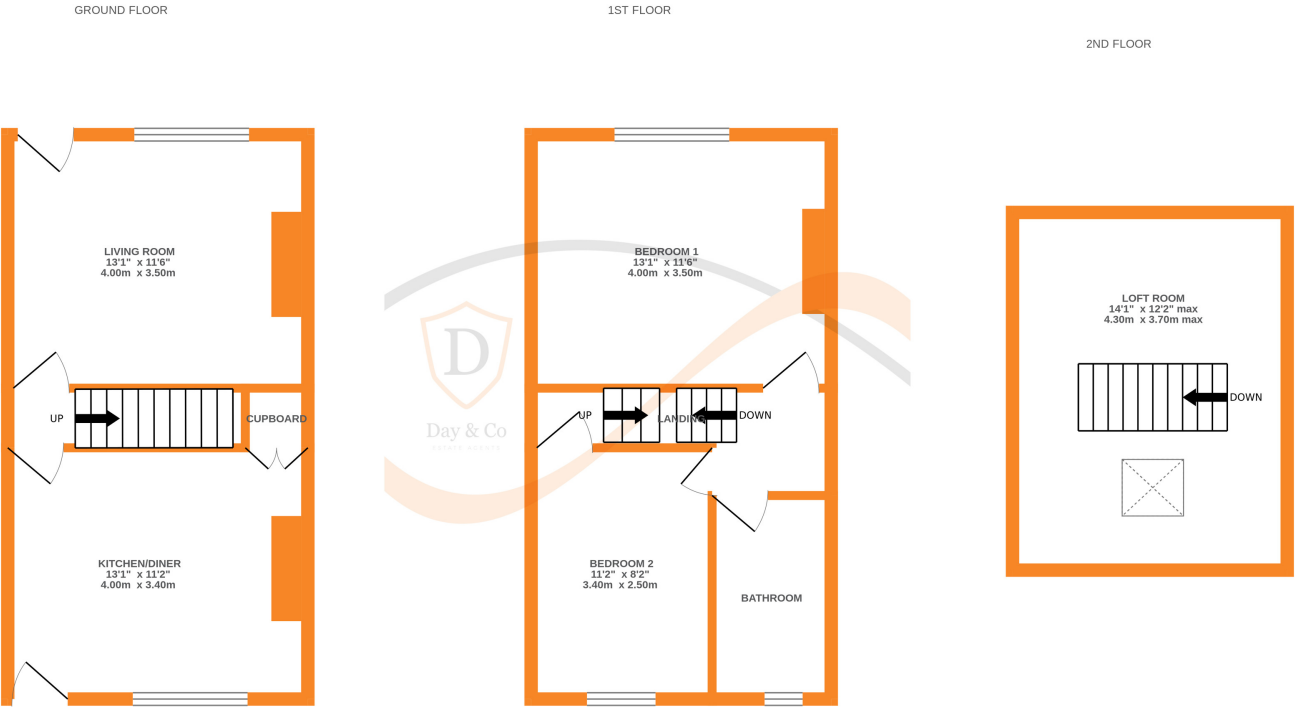 GROUND FLOOR
1ST FLOOR
2ND FLOOR
LIVING ROOM
13'1" x 11'6"
4.00m x 3.50m
UP
CUPBOARD
KITCHEN/DINER
13'1" x 11'2"
4.00m x 3.40m
BEDROOM 1
13'1" x 11'6"
4.00m x 3.50m
UP
LANDING
DOWN
D
Day & Co
ESTATE AGENTS
BEDROOM 2
11'2" x 8'2"
3.40m x 2.50m
BATHROOM
LOFT ROOM
14'1" x 12'2" max
4.30m x 3.70m max
DOWN